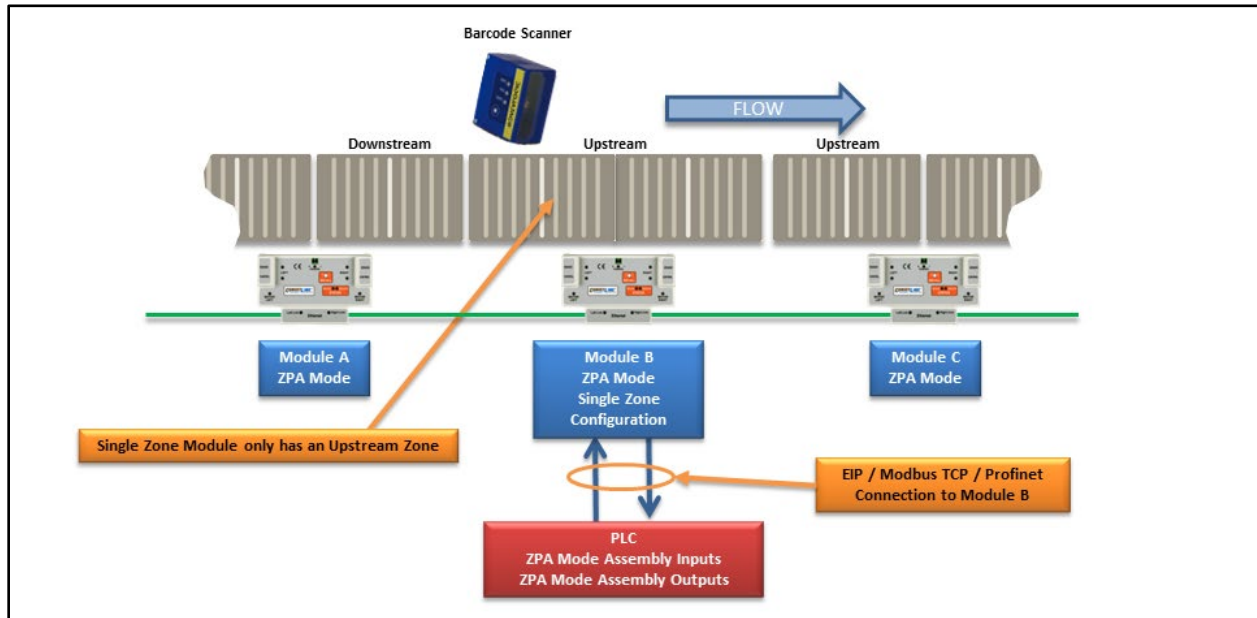 Barcode Scanner
FLOW
Downstream
Upstream
Upstream
Module A
ZPA Mode
Module B
ZPA Mode
Single Zone
Configuration
Module C
ZPA Mode
Single Zone Module only has an Upstream Zone
EIP / Modbus TCP / Profinet
Connection to Module B
PLC
ZPA Mode Assembly Inputs
ZPA Mode Assembly Outputs